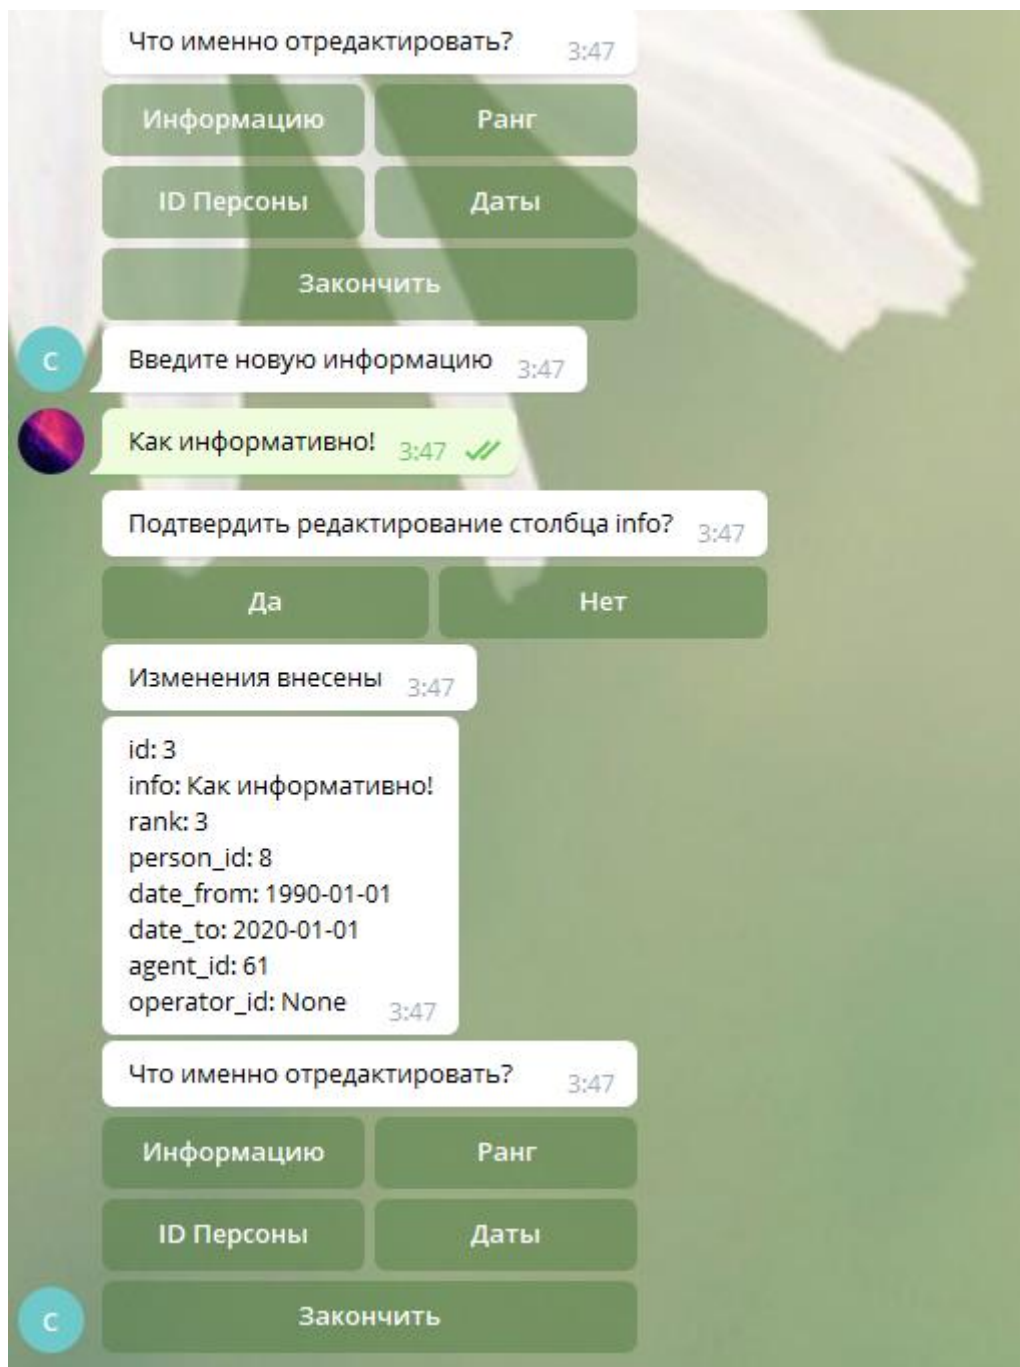 Что именно отредактировать? 3:47
Информацию Ранг
ID Персоны Даты
Закончить
С Введите новую информацию 3:47
Как информативно! 3:47
Подтвердить редактирование столбца info? 3:47
Да Нет
Изменения внесены 3:47
id: 3
info: Как информативно!
rank: 3
person_id: 8
date_from: 1990-01-01
date_to: 2020-01-01
agent_id: 61
operator_id: None 3:47
Что именно отредактировать? 3:47
Информацию Ранг
ID Персоны Даты
С Закончить